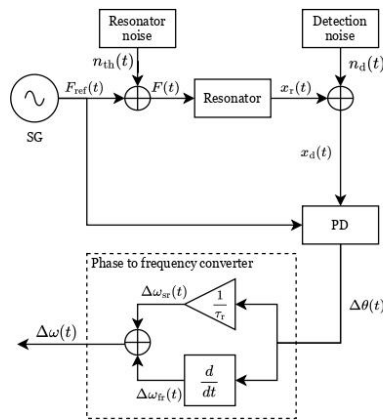 Resonator
noise
Detection
noise
n_th(t)
n_d(t)
F_ref(t)
F(t)
Resonator
x_r(t)
SG
x_d(t)
PD
Phase to frequency converter
Δω_sr(t)
1/τ_r
Δθ(t)
Δω(t)
Δω_fr(t)
d/dt